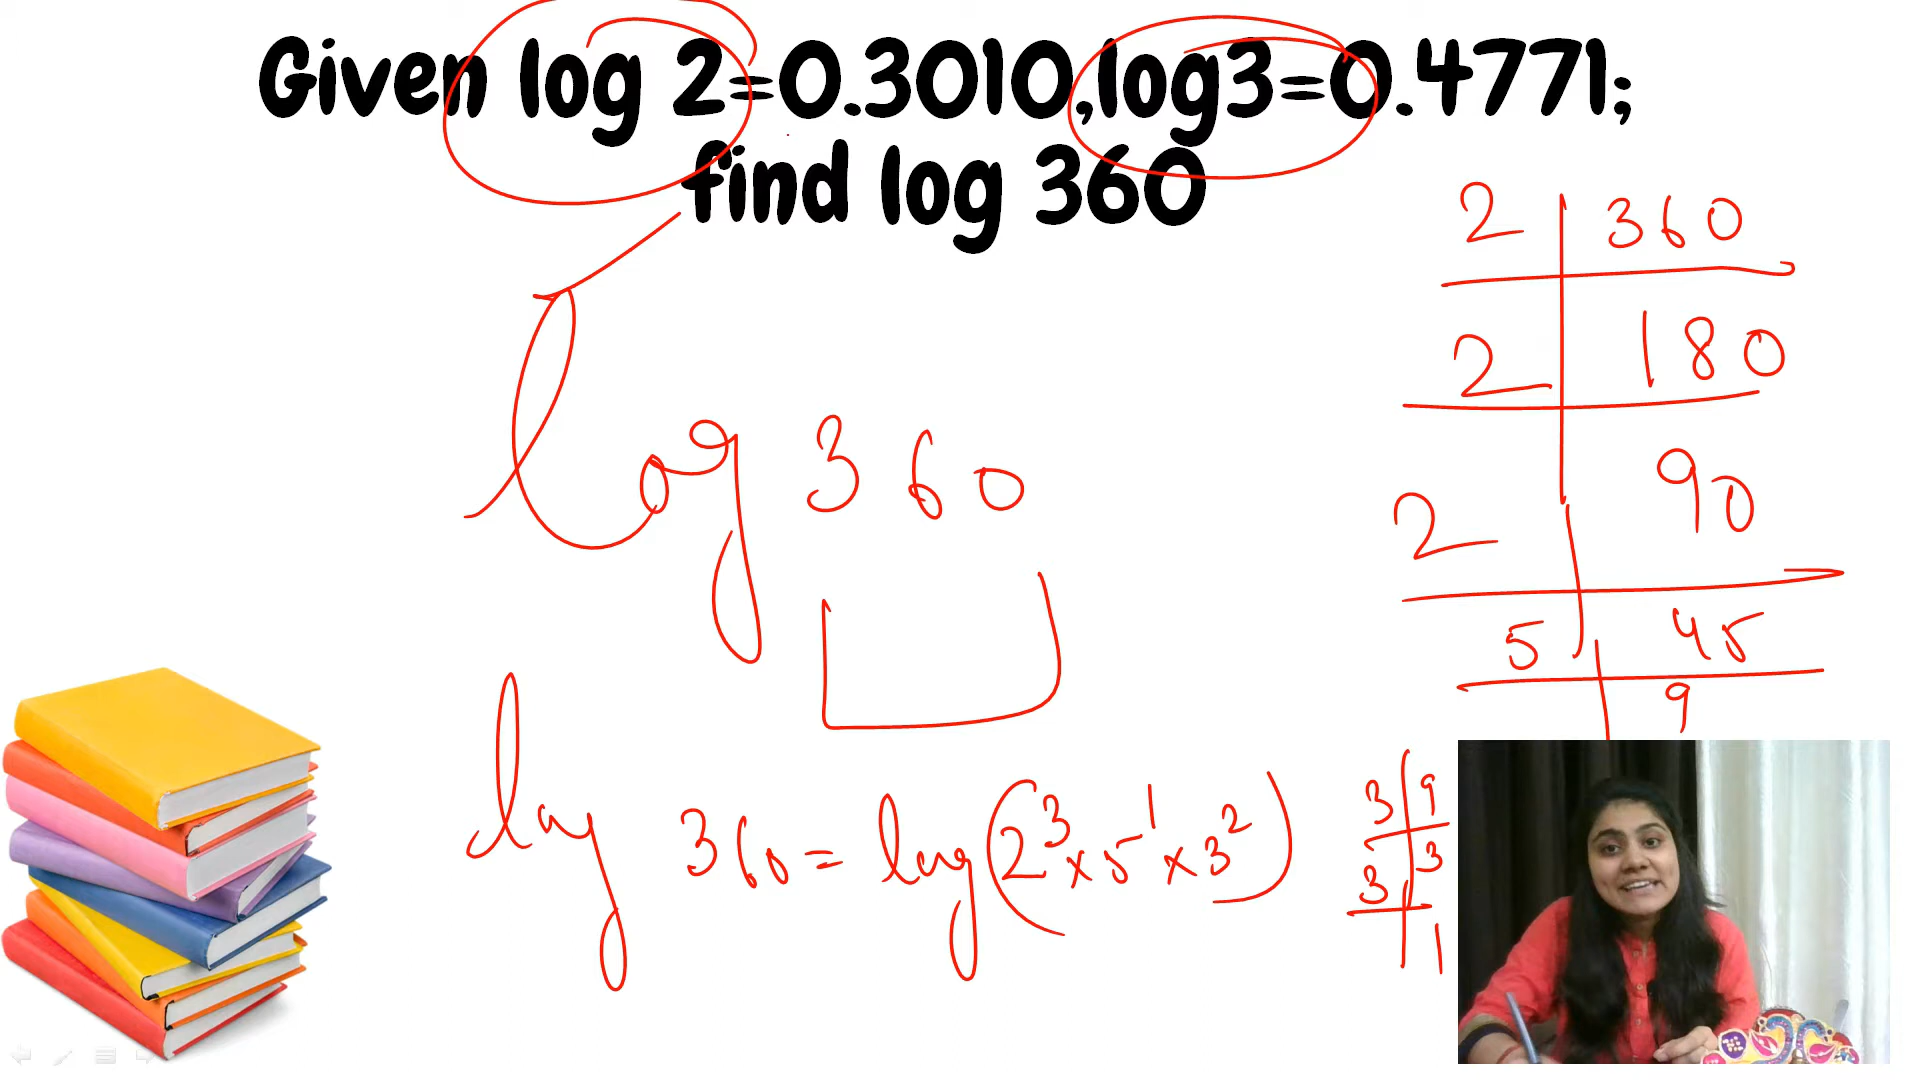 Given log 2=0.3010,log3=0.4771;
find log 360
2 360
2 180
2 90
5 45
9
log 360
log 360 = log (2³ × 5¹ × 3²)
3 9
3 3
1